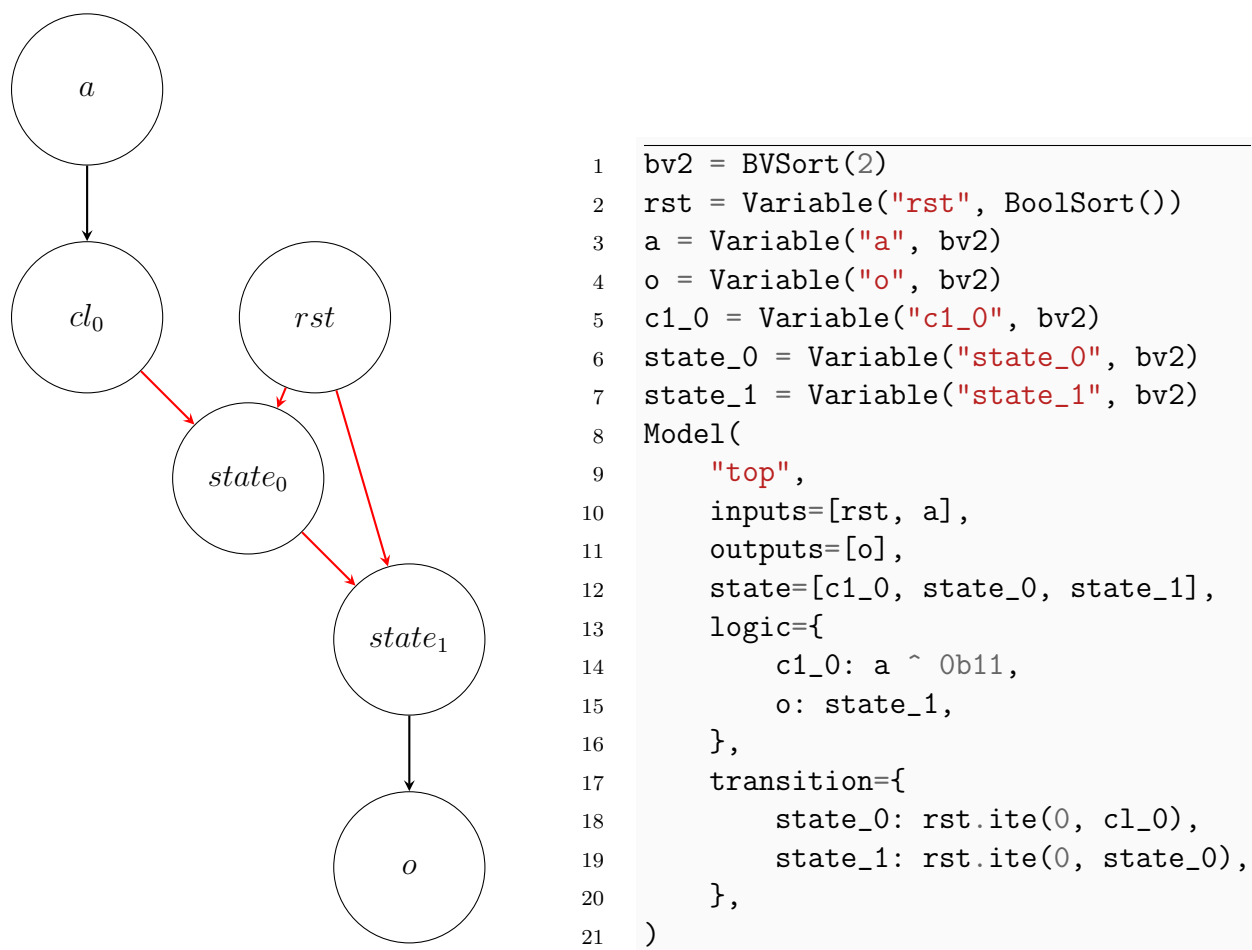 a
cl₀
rst
state₀
state₁
o
1 bv2 = BVSort(2)
2 rst = Variable("rst", BoolSort())
3 a = Variable("a", bv2)
4 o = Variable("o", bv2)
5 c1_0 = Variable("c1_0", bv2)
6 state_0 = Variable("state_0", bv2)
7 state_1 = Variable("state_1", bv2)
8 Model(
9     "top",
10     inputs=[rst, a],
11     outputs=[o],
12     state=[c1_0, state_0, state_1],
13     logic={
14         c1_0: a ^ 0b11,
15         o: state_1,
16     },
17     transition={
18         state_0: rst.ite(0, cl_0),
19         state_1: rst.ite(0, state_0),
20     },
21 )